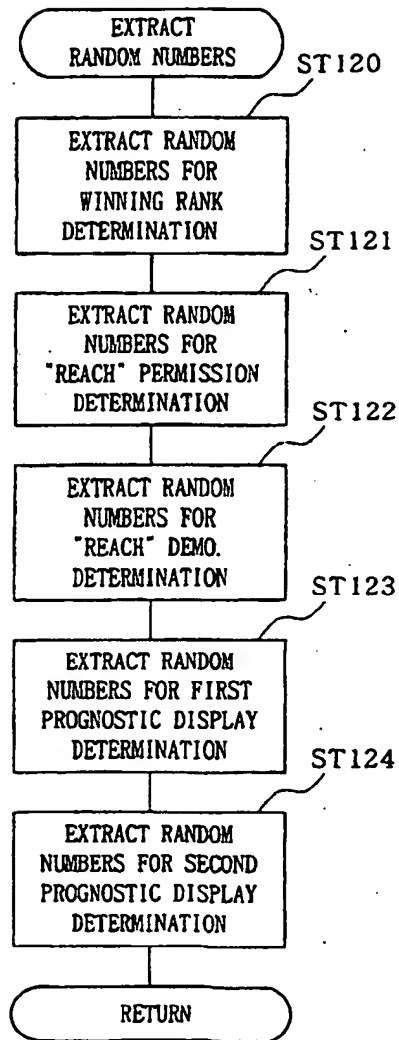 EXTRACT
RANDOM NUMBERS
ST120
EXTRACT RANDOM
NUMBERS FOR
WINNING RANK
DETERMINATION
ST121
EXTRACT RANDOM
NUMBERS FOR
"REACH" PERMISSION
DETERMINATION
ST122
EXTRACT RANDOM
NUMBERS FOR
"REACH" DEMO.
DETERMINATION
ST123
EXTRACT RANDOM
NUMBERS FOR FIRST
PROGNOSTIC DISPLAY
DETERMINATION
ST124
EXTRACT RANDOM
NUMBERS FOR SECOND
PROGNOSTIC DISPLAY
DETERMINATION
RETURN